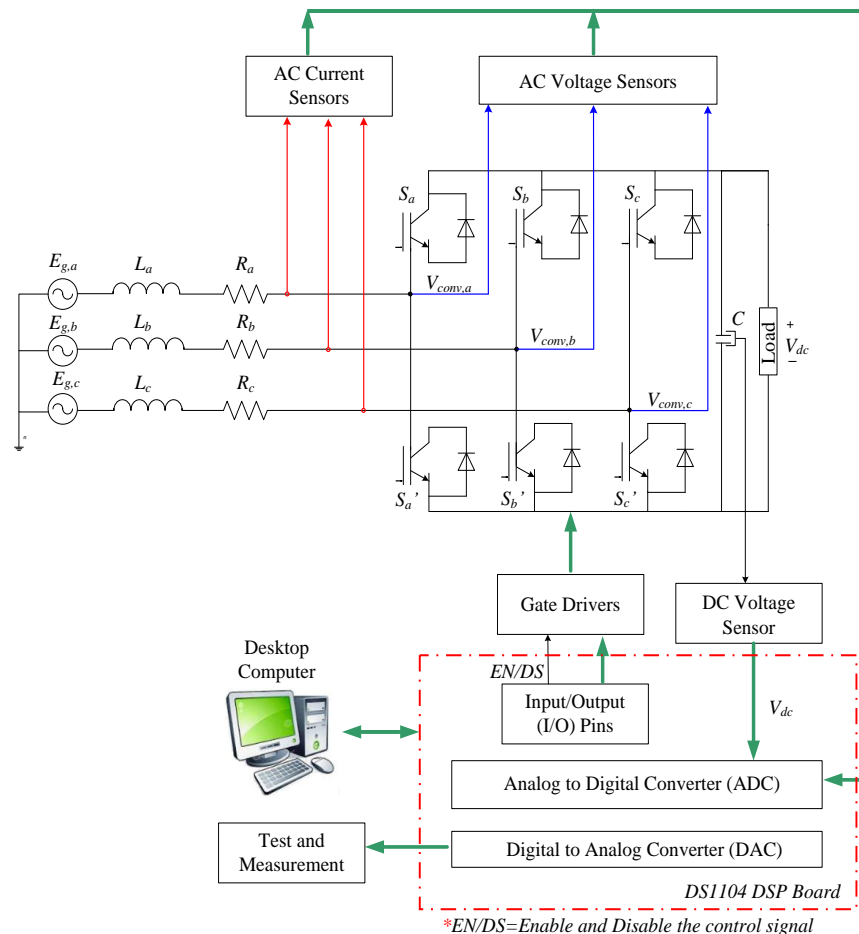 AC Current
Sensors
AC Voltage Sensors
Sa
Sb
Sc
Eg,a
La
Ra
Vconv,a
Eg,b
Lb
Rb
Vconv,b
Eg,c
Lc
Rc
Vconv,c
C
Load
+
Vdc
−
n
Sa’
Sb’
Sc’
Gate Drivers
DC Voltage
Sensor
Desktop
Computer
EN/DS
Input/Output
(I/O) Pins
Vdc
Analog to Digital Converter (ADC)
Test and
Measurement
Digital to Analog Converter (DAC)
DS1104 DSP Board
*EN/DS=Enable and Disable the control signal